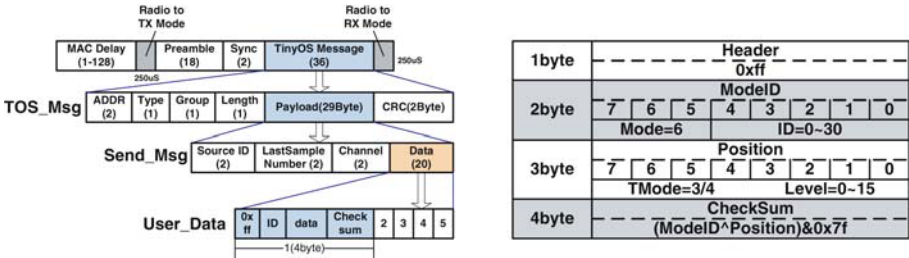 Radio to TX Mode
Radio to RX Mode
MAC Delay (1-128)
Preamble (18)
Sync (2)
TinyOS Message (36)
250uS
250uS
TOS_Msg
ADDR (2)
Type (1)
Group (1)
Length (1)
Payload(29Byte)
CRC(2Byte)
Send_Msg
Source ID (2)
LastSample Number (2)
Channel (2)
Data (20)
User_Data
0x ff
ID
data
Check sum
2 3 4 5
1(4byte)
1byte
Header
0xff
2byte
ModelD
7 6 5 4 3 2 1 0
Mode=6
ID=0~30
3byte
Position
7 6 5 4 3 2 1 0
TMode=3/4
Level=0~15
4byte
CheckSum
(ModelD^Position)&0x7f